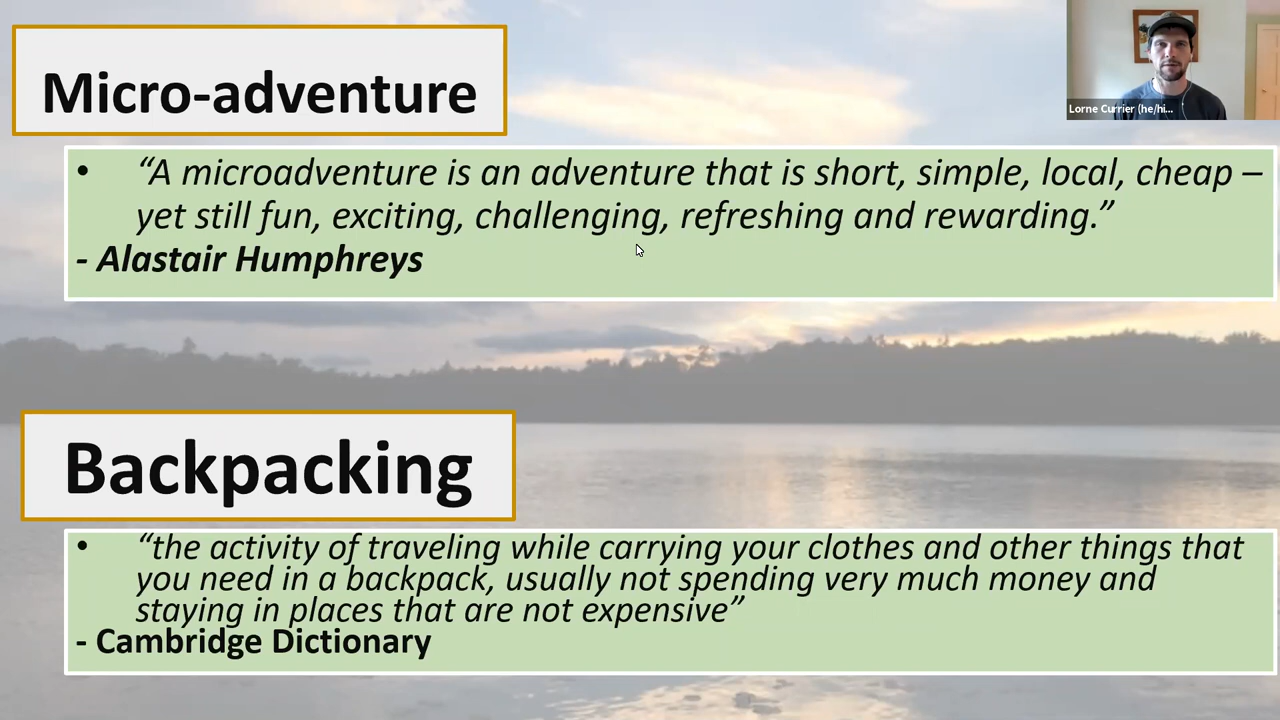 Micro-adventure
Lorne Currier (he/hi...
• “A microadventure is an adventure that is short, simple, local, cheap –
yet still fun, exciting, challenging, refreshing and rewarding.”
- Alastair Humphreys
Backpacking
• “the activity of traveling while carrying your clothes and other things that
you need in a backpack, usually not spending very much money and
staying in places that are not expensive”
- Cambridge Dictionary